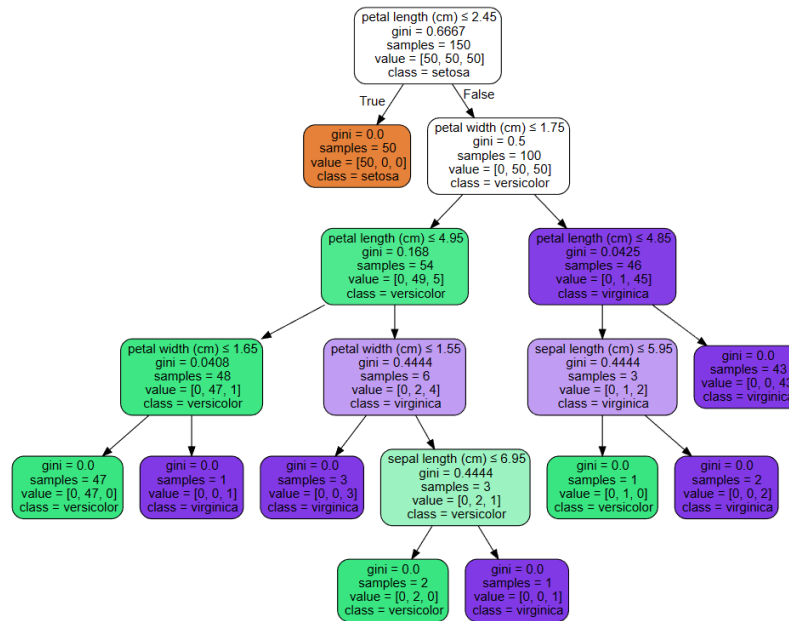 petal length (cm) ≤ 2.45
gini = 0.6667
samples = 150
value = [50, 50, 50]
class = setosa
True
False
gini = 0.0
samples = 50
value = [50, 0, 0]
class = setosa
petal width (cm) ≤ 1.75
gini = 0.5
samples = 100
value = [0, 50, 50]
class = versicolor
petal length (cm) ≤ 4.95
gini = 0.168
samples = 54
value = [0, 49, 5]
class = versicolor
petal length (cm) ≤ 4.85
gini = 0.0425
samples = 46
value = [0, 1, 45]
class = virginica
petal width (cm) ≤ 1.65
gini = 0.0408
samples = 48
value = [0, 47, 1]
class = versicolor
petal width (cm) ≤ 1.55
gini = 0.4444
samples = 6
value = [0, 2, 4]
class = virginica
sepal length (cm) ≤ 5.95
gini = 0.4444
samples = 3
value = [0, 1, 2]
class = virginica
gini = 0.0
samples = 43
value = [0, 0, 43]
class = virginica
gini = 0.0
samples = 47
value = [0, 47, 0]
class = versicolor
gini = 0.0
samples = 1
value = [0, 0, 1]
class = virginica
gini = 0.0
samples = 3
value = [0, 0, 3]
class = virginica
sepal length (cm) ≤ 6.95
gini = 0.4444
samples = 3
value = [0, 2, 1]
class = versicolor
gini = 0.0
samples = 1
value = [0, 1, 0]
class = versicolor
gini = 0.0
samples = 2
value = [0, 0, 2]
class = virginica
gini = 0.0
samples = 2
value = [0, 2, 0]
class = versicolor
gini = 0.0
samples = 1
value = [0, 0, 1]
class = virginica